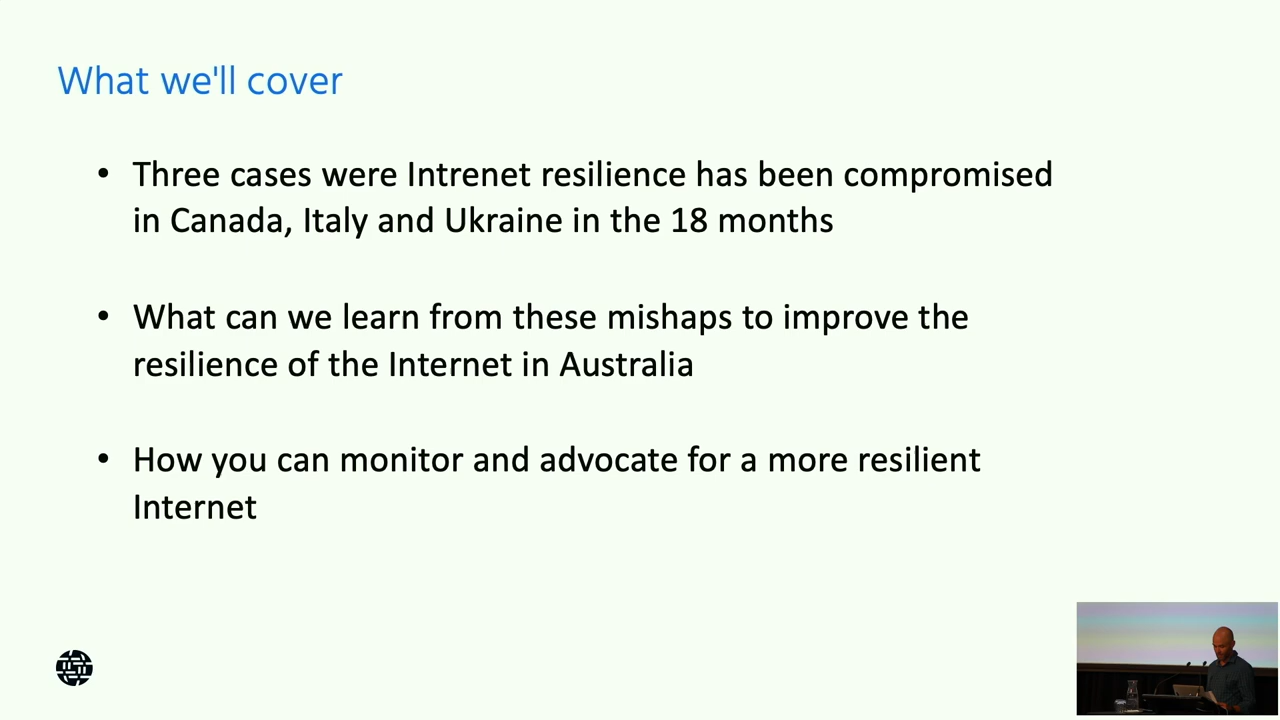 What we'll cover
• Three cases were Intrenet resilience has been compromised
in Canada, Italy and Ukraine in the 18 months
• What can we learn from these mishaps to improve the
resilience of the Internet in Australia
• How you can monitor and advocate for a more resilient
Internet